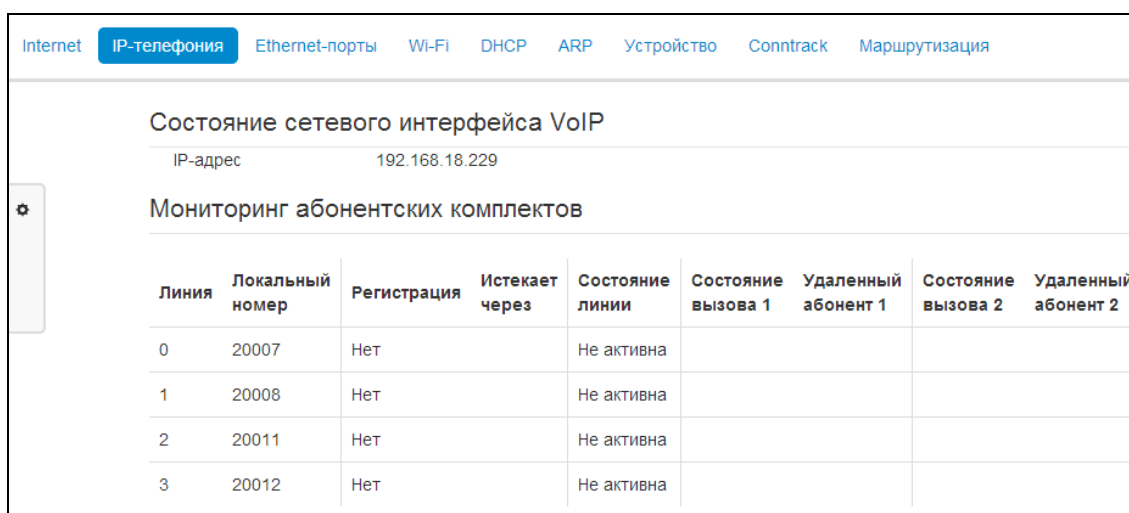 Internet IP-телефония Ethernet-порты Wi-Fi DHCP ARP Устройство Conntrack Маршрутизация
Состояние сетевого интерфейса VoIP
IP-адрес 192.168.18.229
Мониторинг абонентских комплектов
Линия Локальный номер Регистрация Истекает через Состояние линии Состояние вызова 1 Удаленный абонент 1 Состояние вызова 2 Удаленный абонент 2
0 20007 Нет Не активна
1 20008 Нет Не активна
2 20011 Нет Не активна
3 20012 Нет Не активна